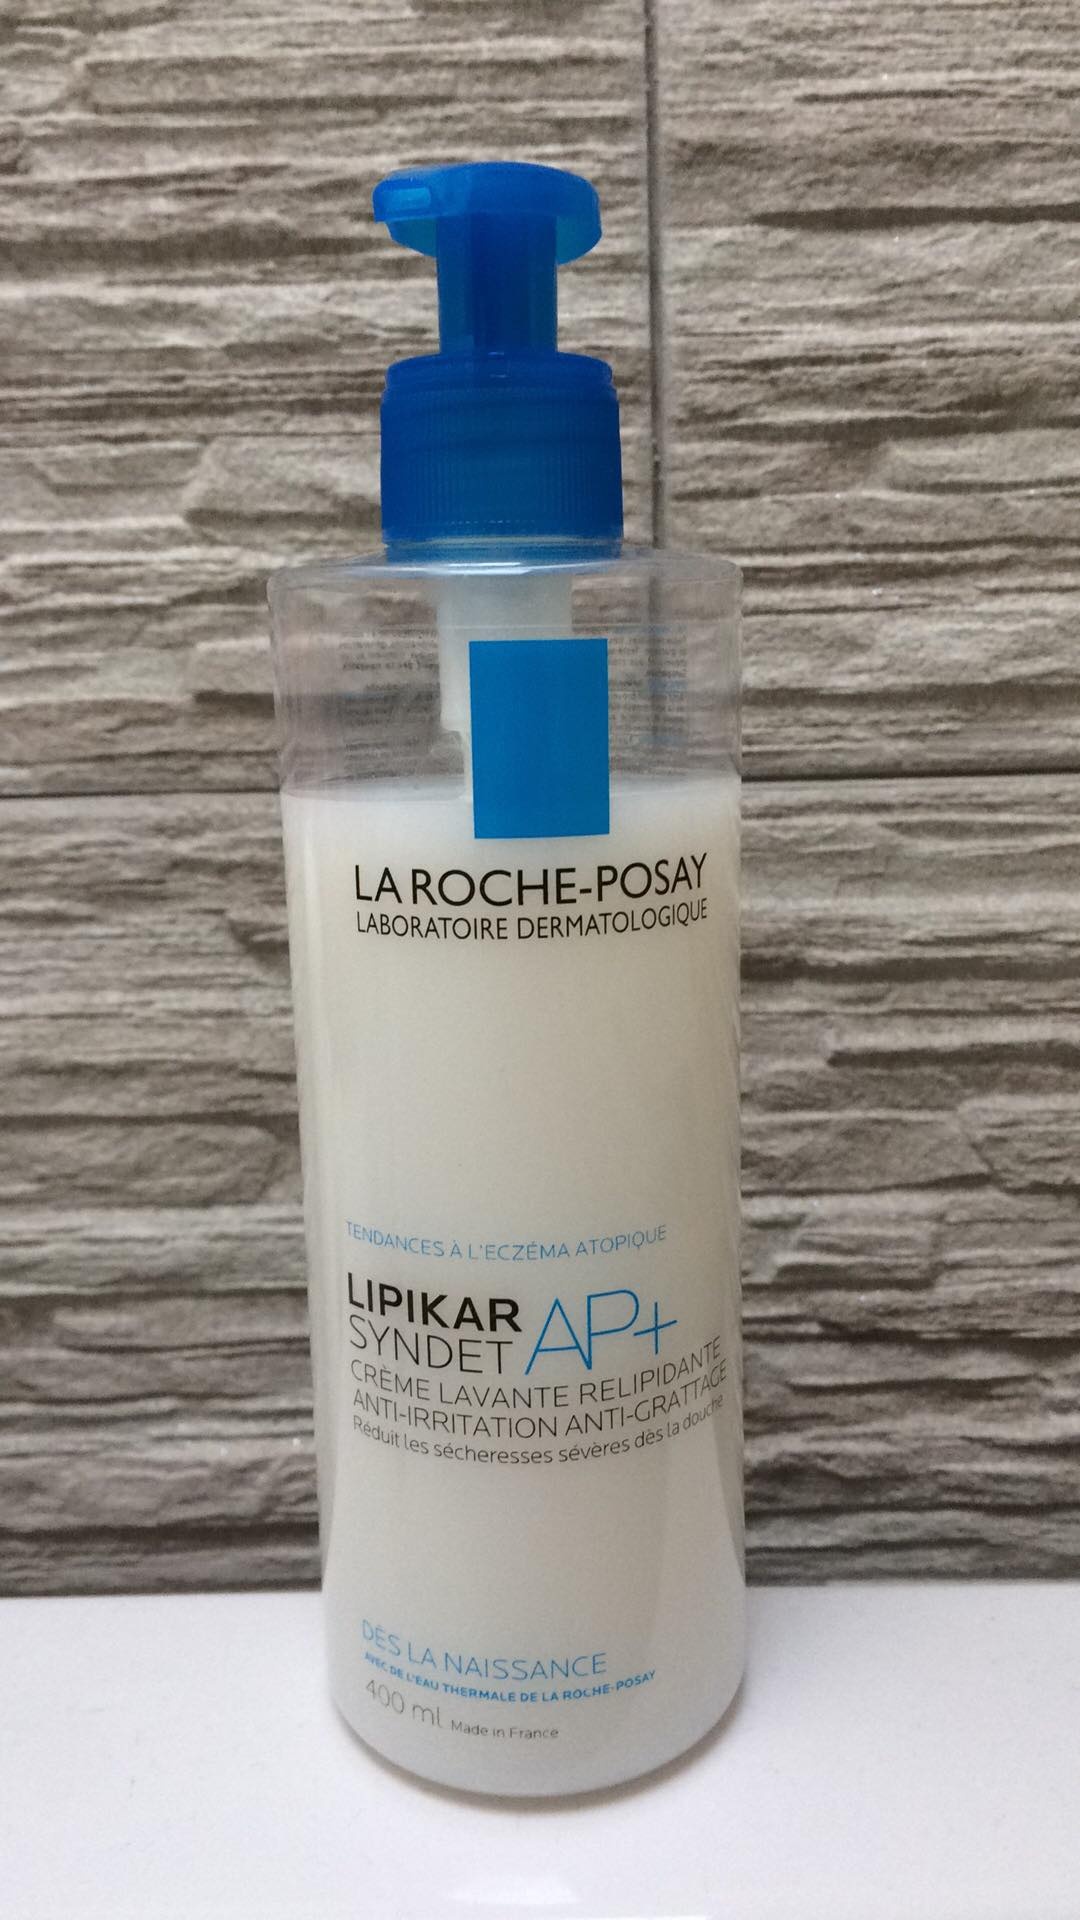 LA ROCHE-POSAY
LABORATOIRE DERMATOLOGIQUE
TENDANCES À L'ECZÉMA ATOPIQUE
LIPIKAR
SYNDET AP+
CRÈME LAVANTE RELIPIDANTE
ANTI-IRRITATION ANTI-GRATTAGE
Réduit les sécheresses sévères dès la douche
DÈS LA NAISSANCE
AVEC DE L'EAU THERMALE DE LA ROCHE-POSAY
400 ml Made in France